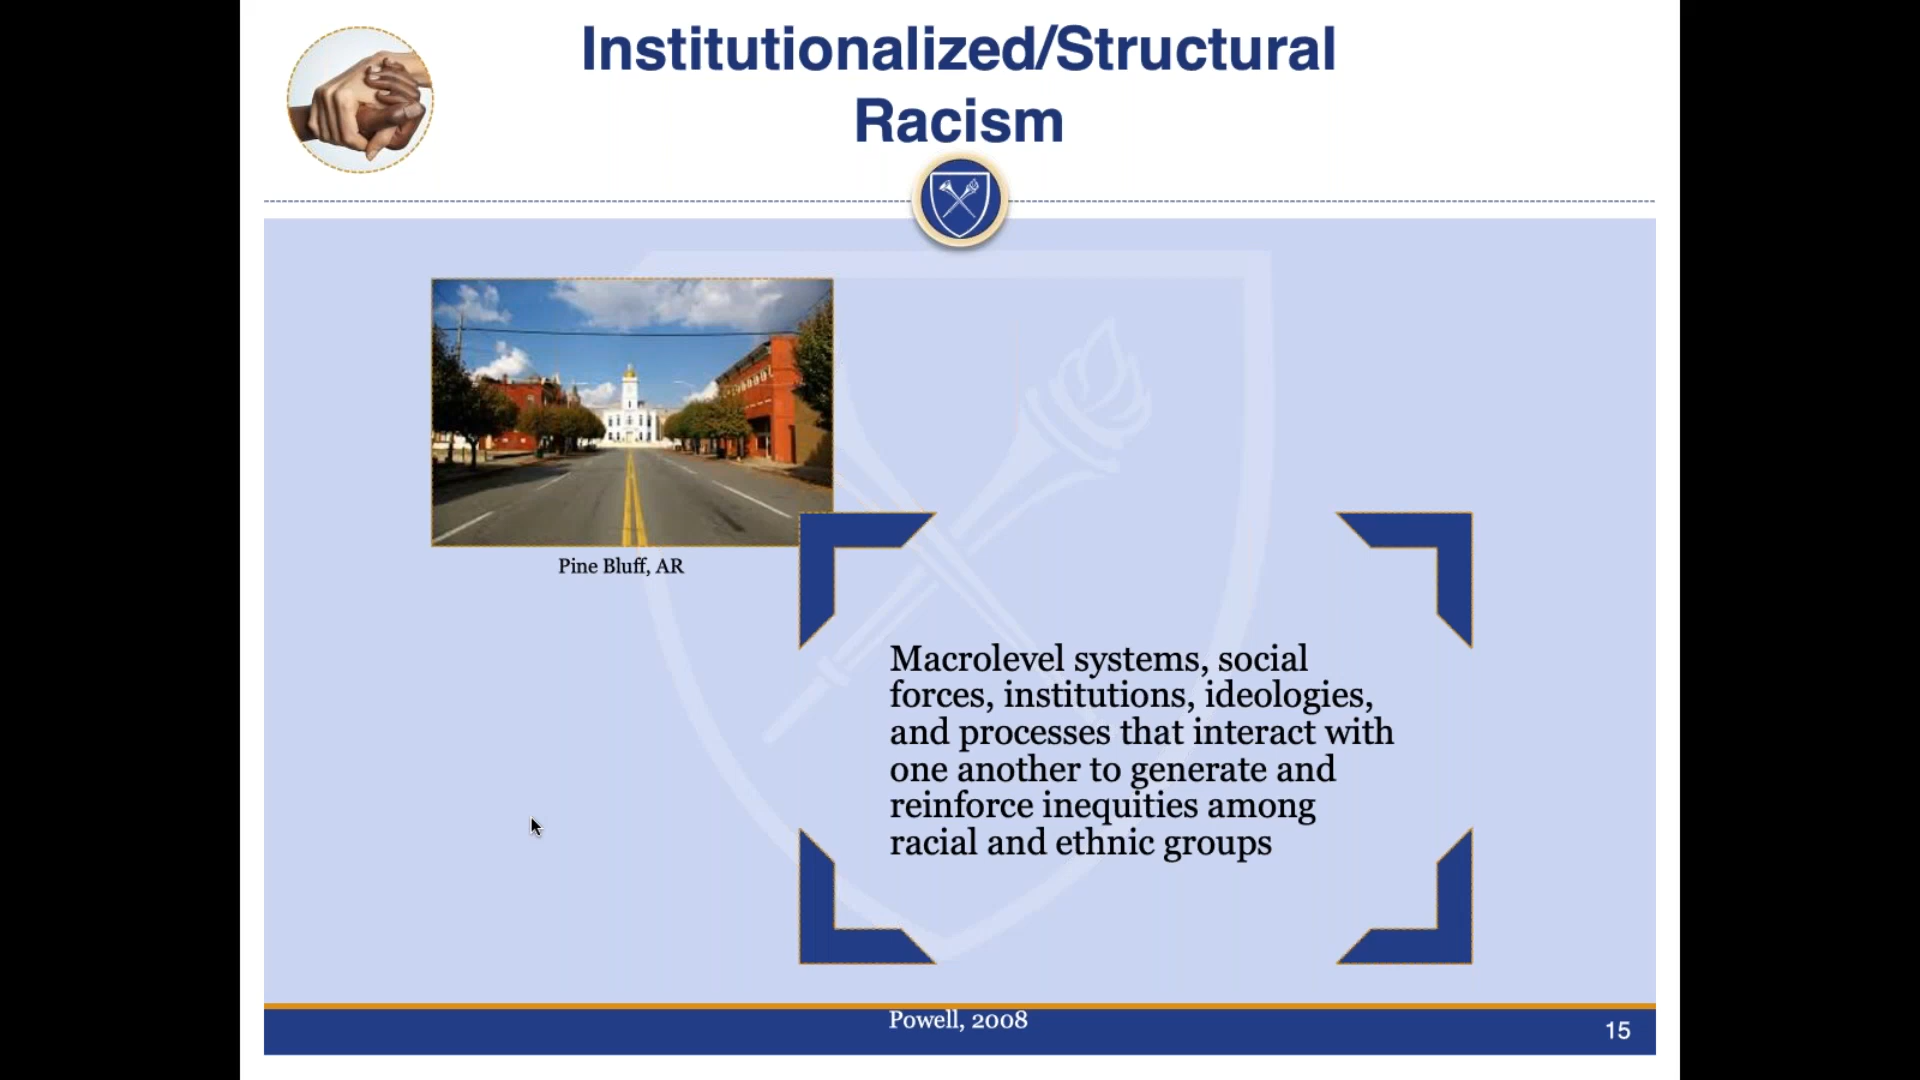 Institutionalized/Structural
Racism
Pine Bluff, AR
Macrolevel systems, social
forces, institutions, ideologies,
and processes that interact with
one another to generate and
reinforce inequities among
racial and ethnic groups
Powell, 2008
15